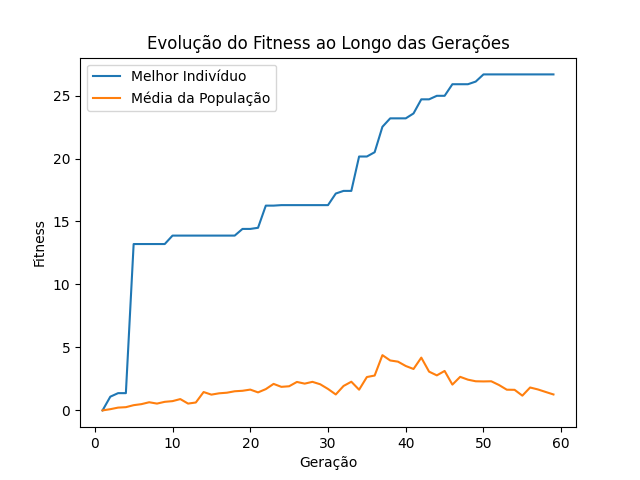 Evolução do Fitness ao Longo das Gerações
Melhor Indivíduo
Média da População
Fitness
25
20
15
10
5
0
0 10 20 30 40 50 60
Geração